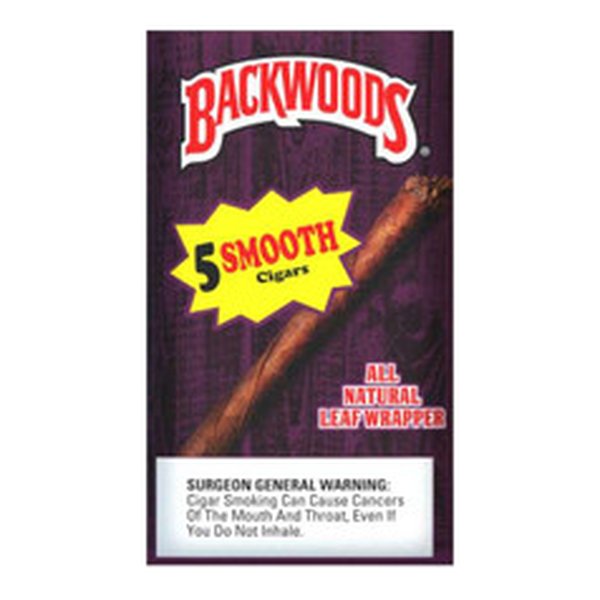 BACKWOODS®
5 SMOOTH
Cigars
ALL
NATURAL
LEAF WRAPPER
SURGEON GENERAL WARNING:
Cigar Smoking Can Cause Cancers
Of The Mouth And Throat, Even If
You Do Not Inhale.